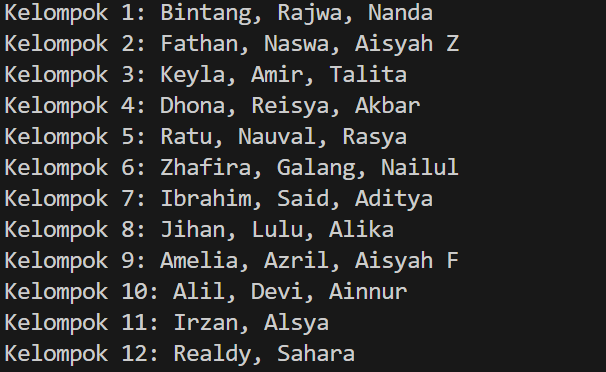 Kelompok 1: Bintang, Rajwa, Nanda
Kelompok 2: Fathan, Naswa, Aisyah Z
Kelompok 3: Keyla, Amir, Talita
Kelompok 4: Dhona, Reisya, Akbar
Kelompok 5: Ratu, Nauval, Rasya
Kelompok 6: Zhafira, Galang, Nailul
Kelompok 7: Ibrahim, Said, Aditya
Kelompok 8: Jihan, Lulu, Alika
Kelompok 9: Amelia, Azril, Aisyah F
Kelompok 10: Alil, Devi, Ainnur
Kelompok 11: Irzan, Alsya
Kelompok 12: Realdy, Sahara